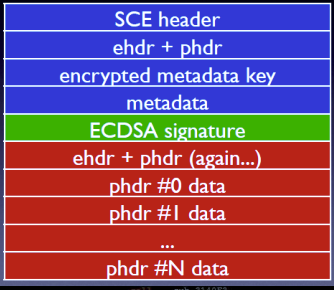 SCE header
ehdr + phdr
encrypted metadata key
metadata
ECDSA signature
ehdr + phdr (again...)
phdr #0 data
phdr #1 data
...
phdr #N data